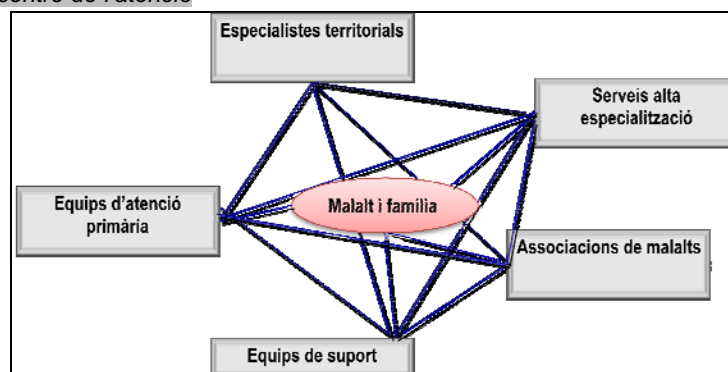 centre de l'atenció
Especialistes territorials
Serveis alta
especialització
Equips d'atenció
primària
Malalt i família
Associacions de malalts
Equips de suport